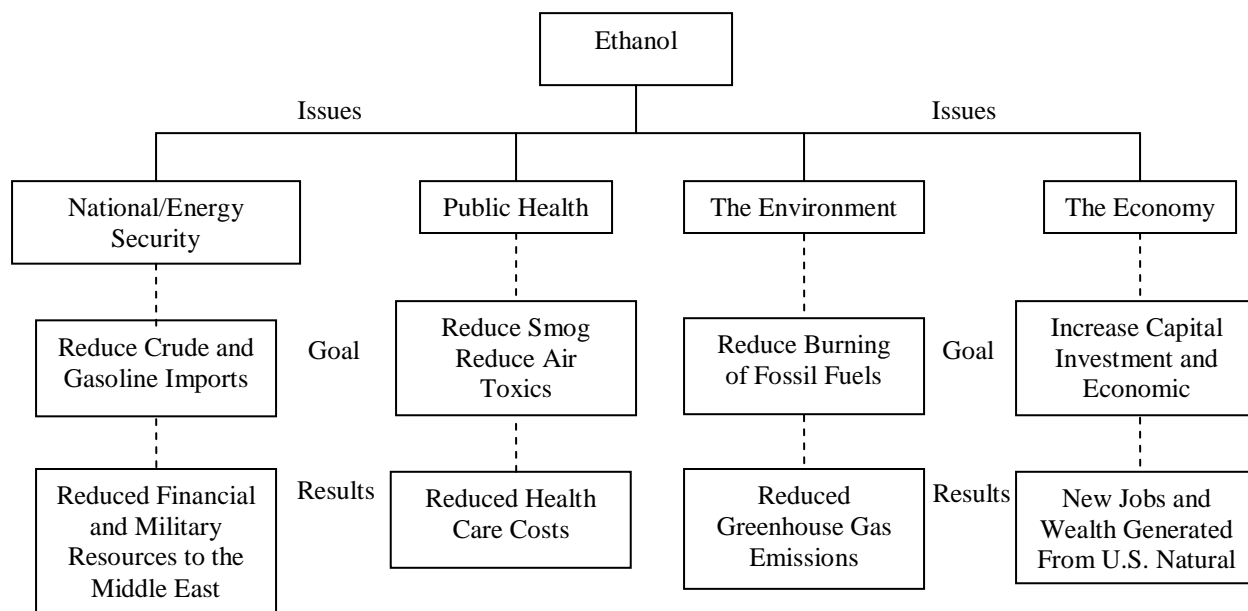 Ethanol
Issues
Issues
National/Energy
Security
Public Health
The Environment
The Economy
Reduce Crude and
Gasoline Imports
Goal
Reduce Smog
Reduce Air
Toxics
Reduce Burning
of Fossil Fuels
Goal
Increase Capital
Investment and
Economic
Reduced Financial
and Military
Resources to the
Middle East
Results
Reduced Health
Care Costs
Reduced
Greenhouse Gas
Emissions
Results
New Jobs and
Wealth Generated
From U.S. Natural